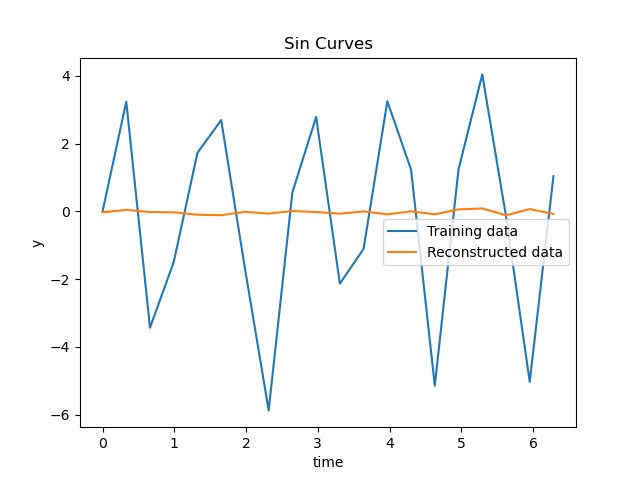 Sin Curves
4
2
0
−2
−4
−6
y
Training data
Reconstructed data
0 1 2 3 4 5 6
time